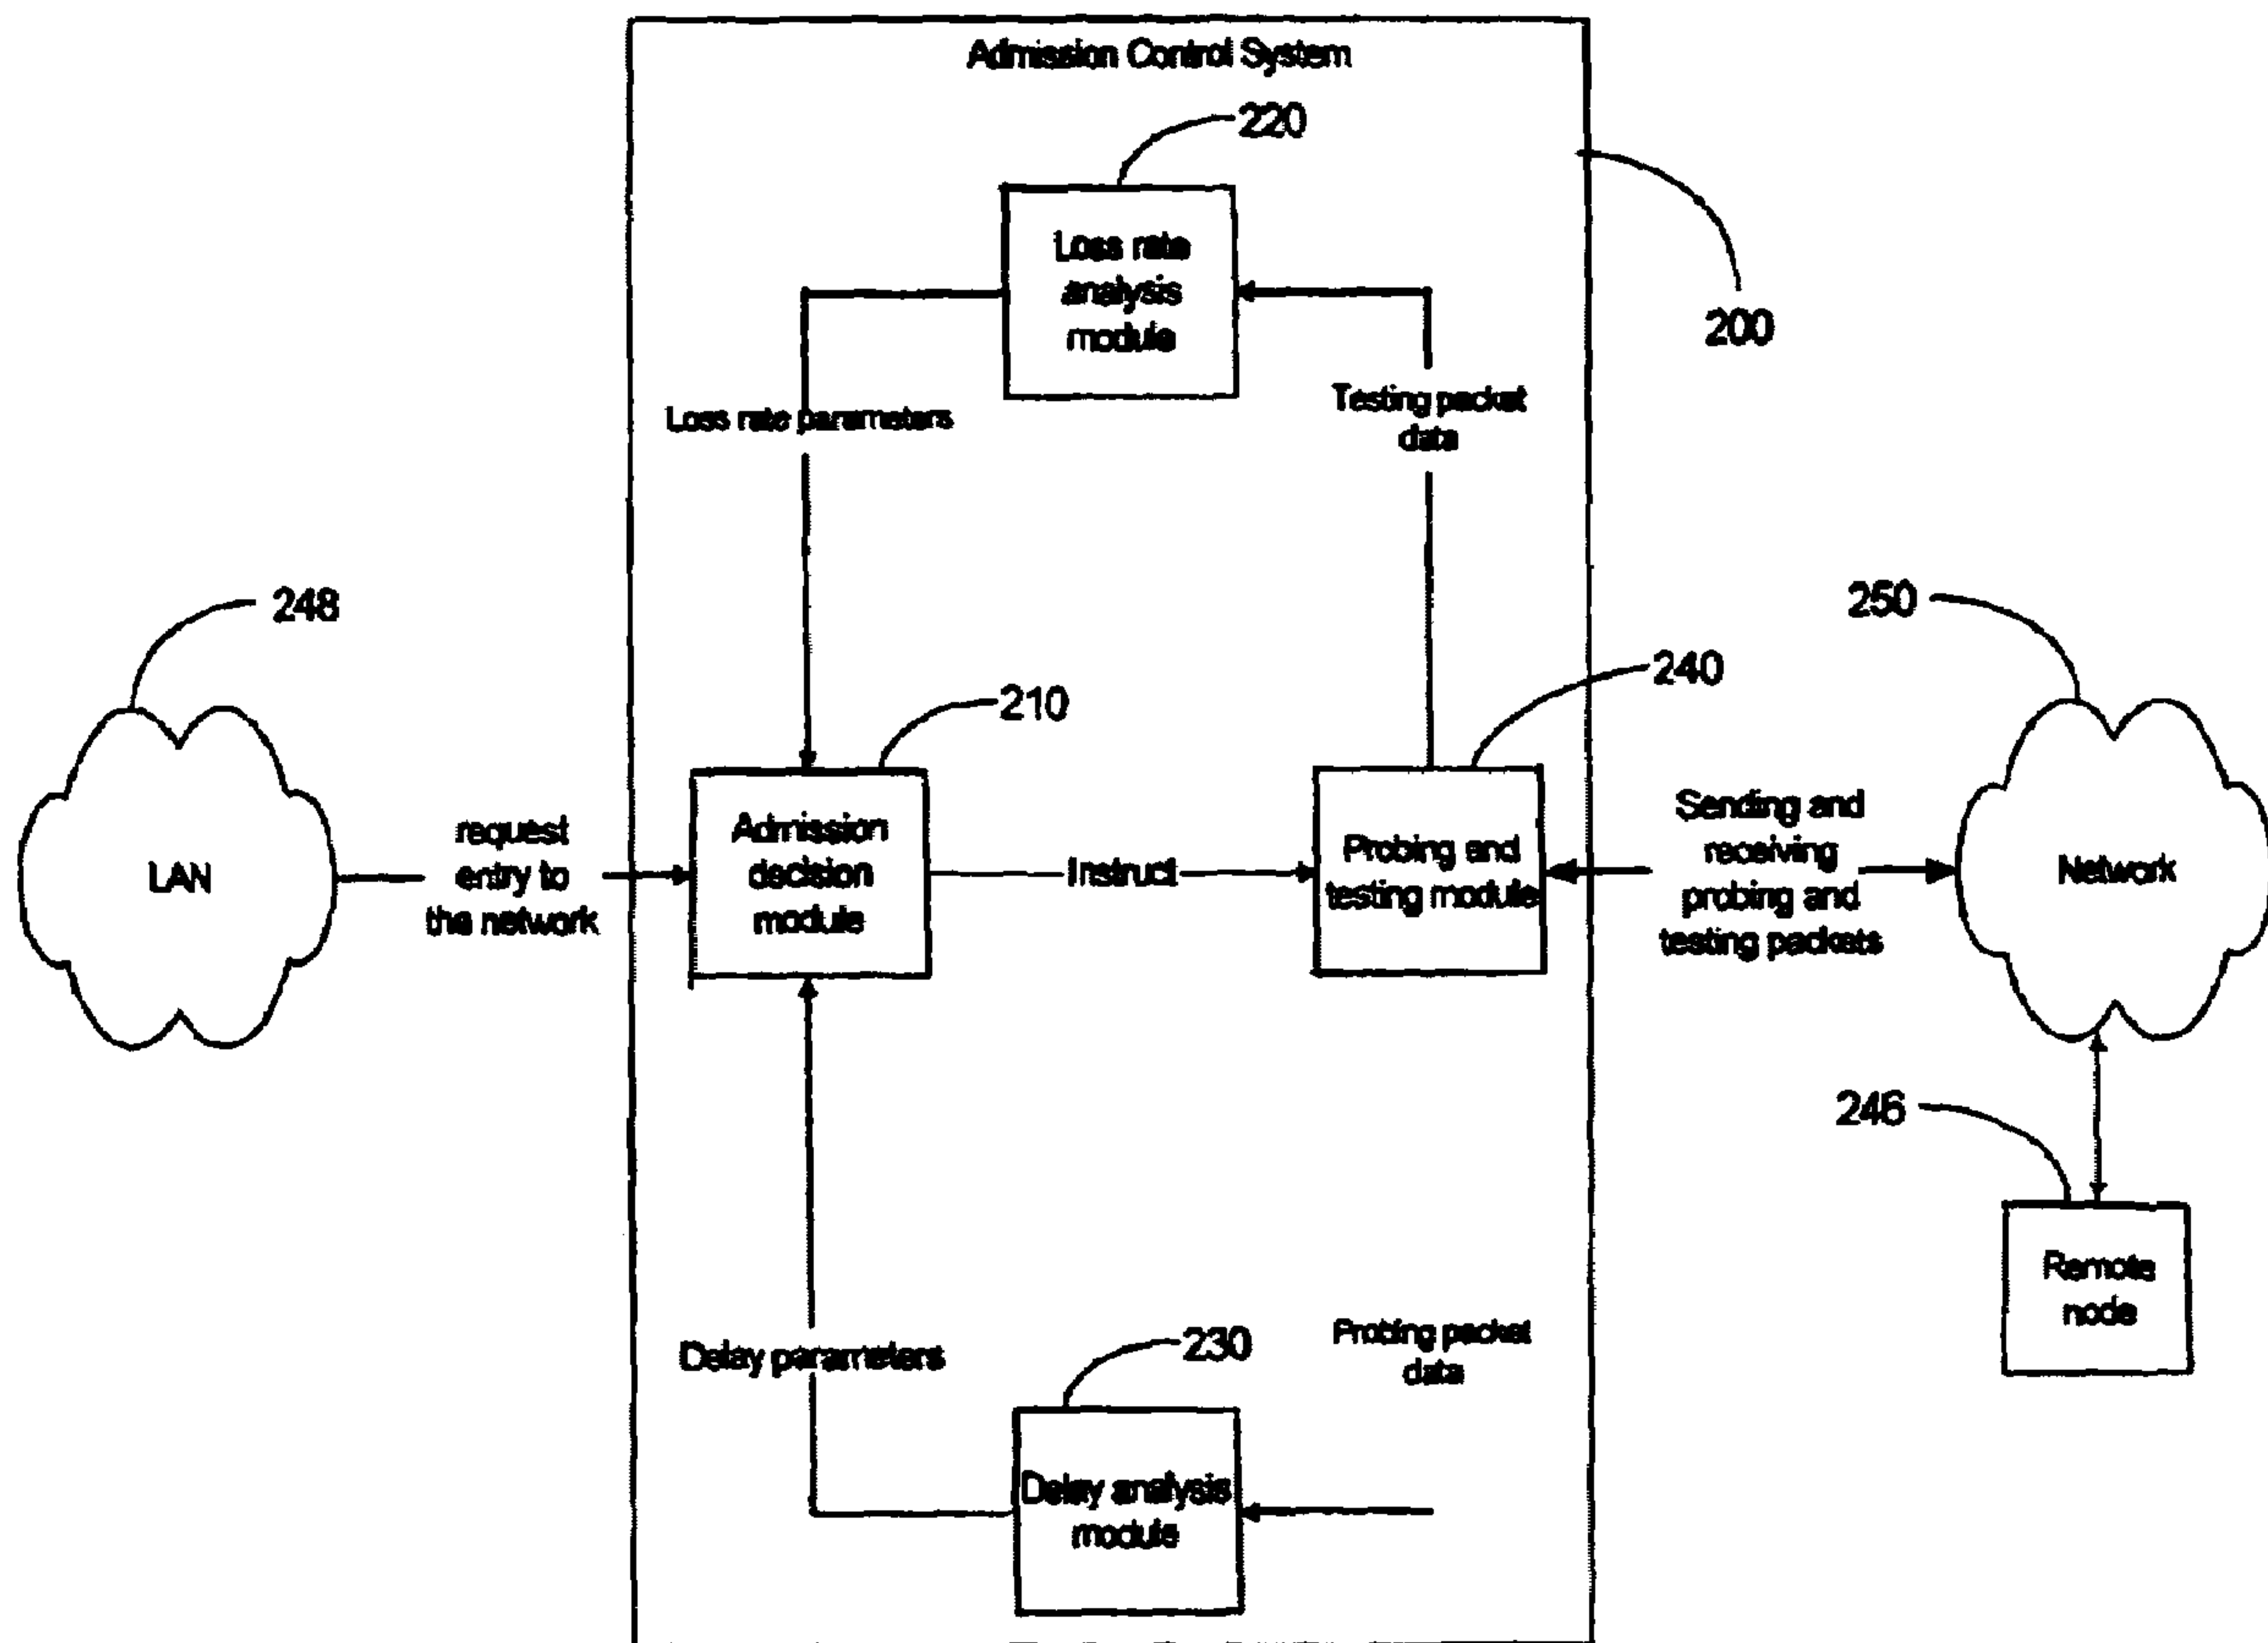 Admission Control System
220
Loss rate
analysis
module
200
Loss rate parameters
Testing packet
data
248
250
240
210
LAN
request
entry to
the network
Admission
decision
module
Instruct
Probing and
testing module
Sending and
receiving
probing and
testing packets
Network
246
Remote
node
230
Probing packet
data
Delay parameters
Delay analysis
module